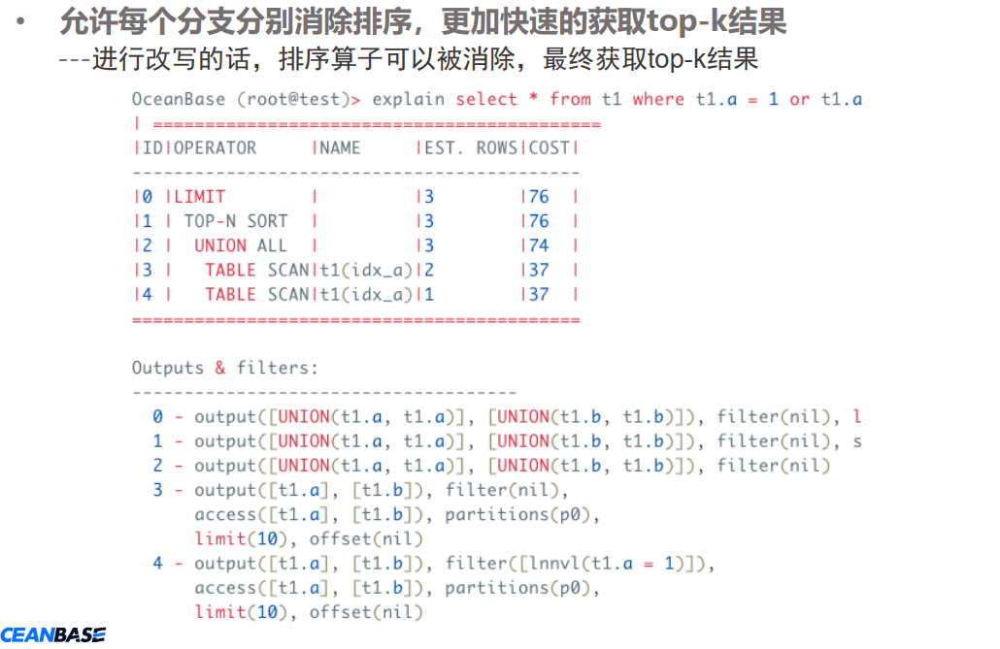 • 允许每个分支分别消除排序，更加快速的获取top-k结果
---进行改写的话，排序算子可以被消除，最终获取top-k结果
OceanBase (root@test)> explain select * from t1 where t1.a = 1 or t1.a
| ===========================================
|ID|OPERATOR |NAME |EST. ROWS|COST|
-------------------------------------------
|0 |LIMIT | |3 |76 |
|1 | TOP-N SORT | |3 |76 |
|2 | UNION ALL | |3 |74 |
|3 | TABLE SCAN|t1(idx_a)|2 |37 |
|4 | TABLE SCAN|t1(idx_a)|1 |37 |
===========================================
Outputs & filters:
-------------------------------------
0 - output([UNION(t1.a, t1.a)], [UNION(t1.b, t1.b)]), filter(nil), l
1 - output([UNION(t1.a, t1.a)], [UNION(t1.b, t1.b)]), filter(nil), s
2 - output([UNION(t1.a, t1.a)], [UNION(t1.b, t1.b)]), filter(nil)
3 - output([t1.a], [t1.b]), filter(nil),
access([t1.a], [t1.b]), partitions(p0),
limit(10), offset(nil)
4 - output([t1.a], [t1.b]), filter([lnnvl(t1.a = 1)]),
access([t1.a], [t1.b]), partitions(p0),
limit(10), offset(nil)
CEANBASE